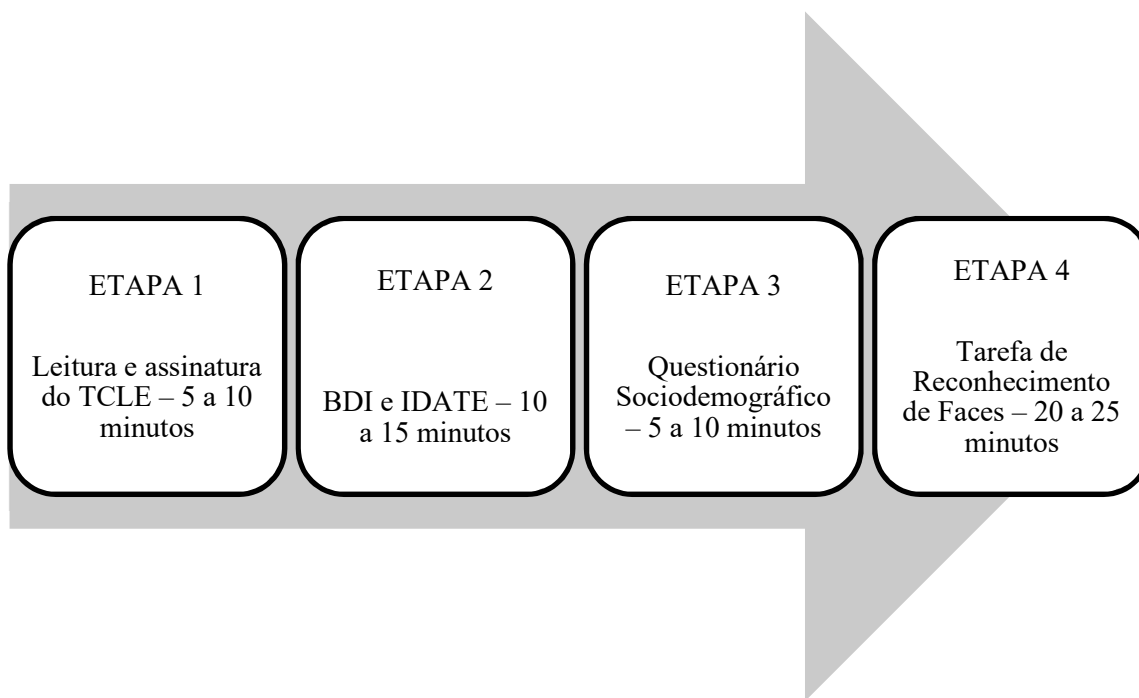 ETAPA 1
Leitura e assinatura
do TCLE – 5 a 10
minutos
ETAPA 2
BDI e IDATE – 10
a 15 minutos
ETAPA 3
Questionário
Sociodemográfico
– 5 a 10 minutos
ETAPA 4
Tarefa de
Reconhecimento
de Faces – 20 a 25
minutos